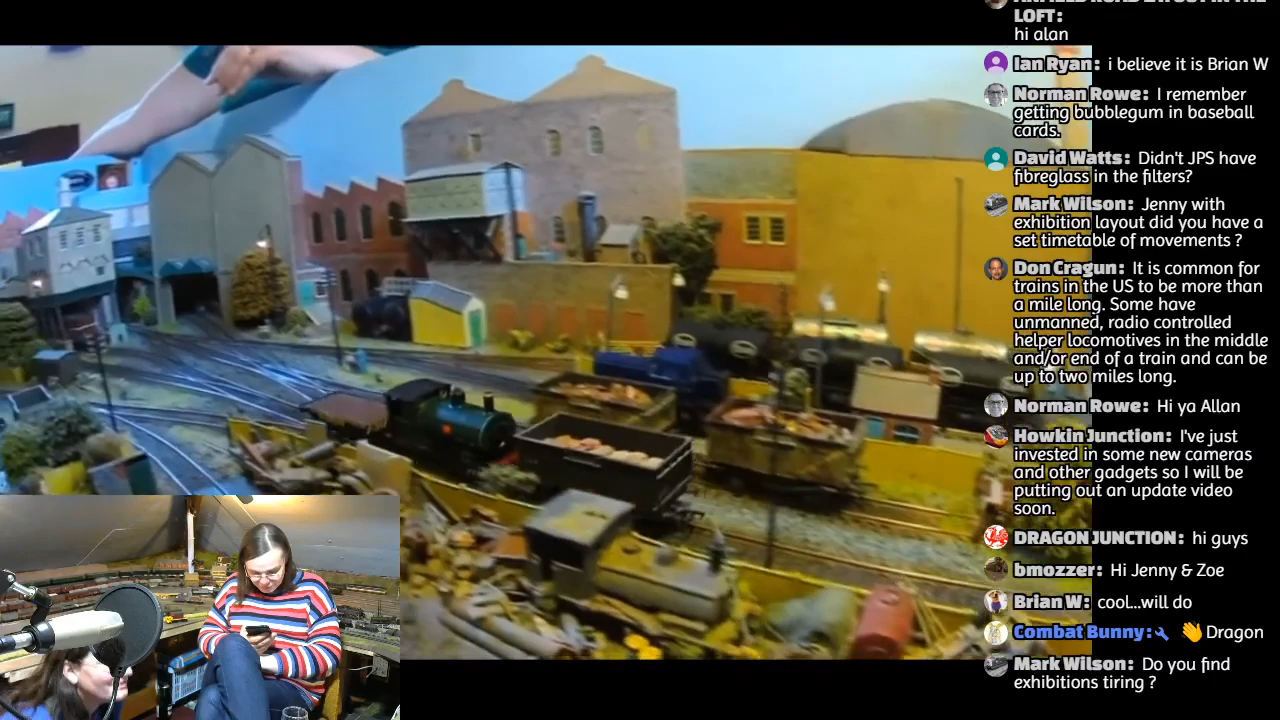 LOFT:
hi alan
Ian Ryan: i believe it is Brian W
Norman Rowe: I remember
getting bubblegum in baseball
cards.
David Watts: Didn't JPS have
fibreglass in the filters?
Mark Wilson: Jenny with
exhibition layout did you have a
set timetable of movements ?
Don Cragun: It is common for
trains in the US to be more than
a mile long. Some have
unmanned, radio controlled
helper locomotives in the middle
and/or end of a train and can be
up to two miles long.
Norman Rowe: Hi ya Allan
Howkin Junction: I've just
invested in some new cameras
and other gadgets so I will be
putting out an update video
soon.
DRAGON JUNCTION: hi guys
bmozzer: Hi Jenny & Zoe
Brian W: cool...will do
Combat Bunny: 👋 Dragon
Mark Wilson: Do you find
exhibitions tiring ?